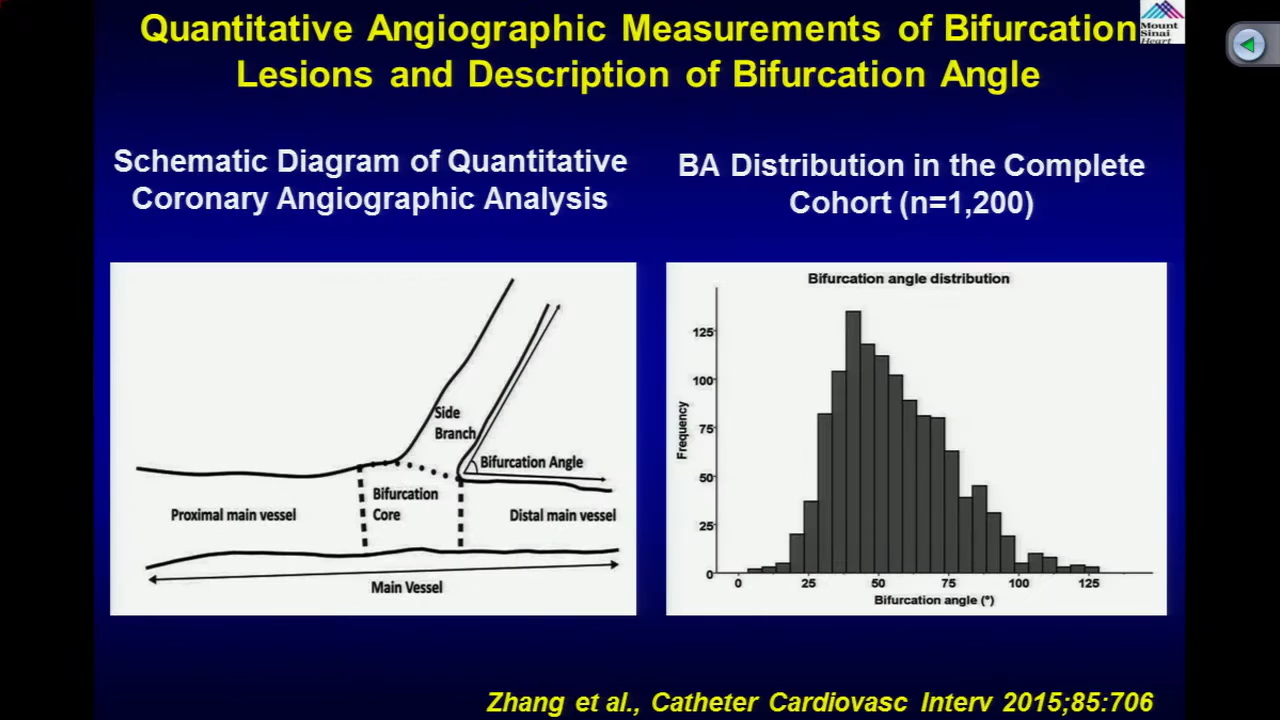 Quantitative Angiographic Measurements of Bifurcation
Lesions and Description of Bifurcation Angle
Mount
Sinai
Heart
Schematic Diagram of Quantitative
Coronary Angiographic Analysis
Side
Branch
Bifurcation Angle
Bifurcation
Core
Proximal main vessel
Distal main vessel
Main Vessel
BA Distribution in the Complete
Cohort (n=1,200)
Bifurcation angle distribution
Frequency
125
100
75
50
25
0
0 25 50 75 100 125
Bifurcation angle (°)
Zhang et al., Catheter Cardiovasc Interv 2015;85:706